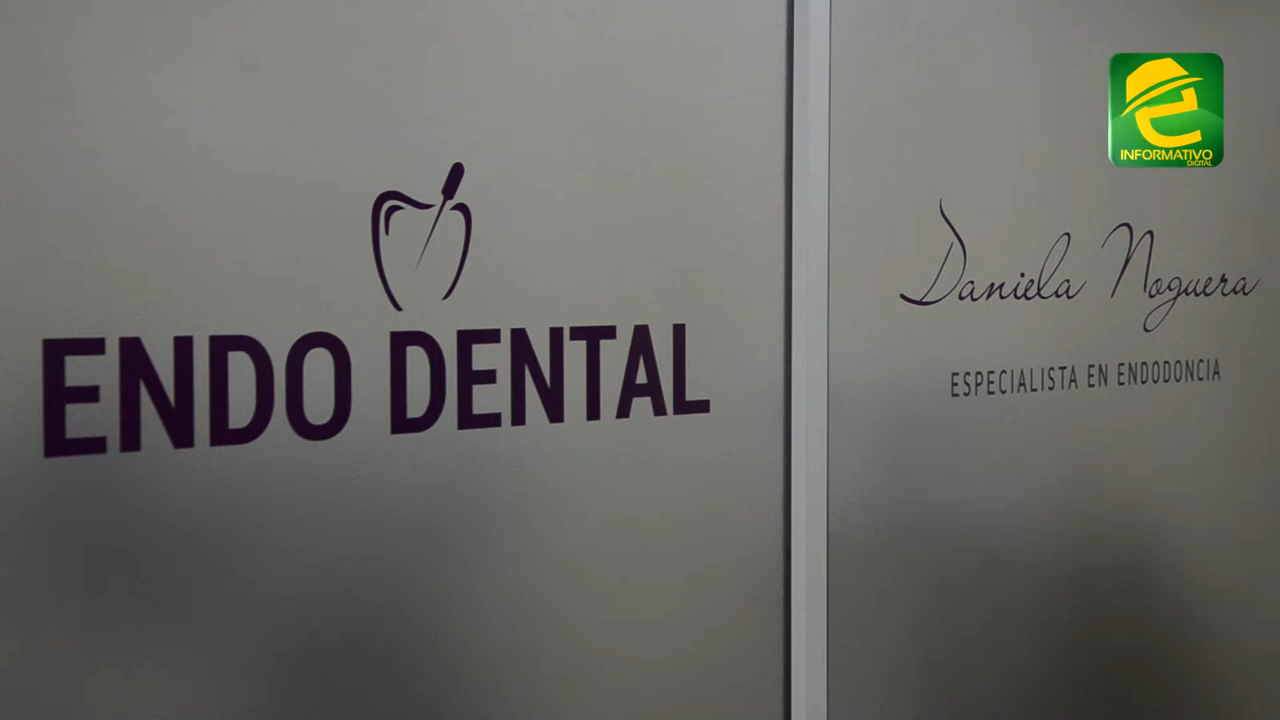 ENDO DENTAL
Daniela Noguera
ESPECIALISTA EN ENDODONCIA
e
INFORMATIVO
DIGITAL